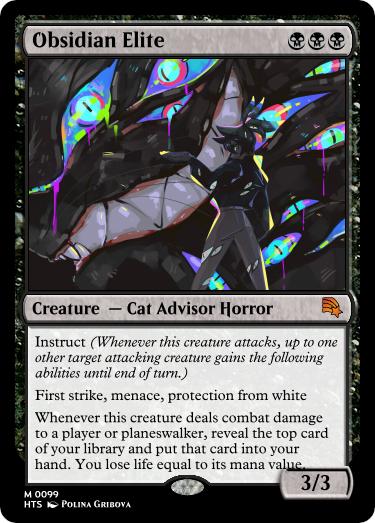 Obsidian Elite
Creature — Cat Advisor Horror
Instruct (Whenever this creature attacks, up to one
other target attacking creature gains the following
abilities until end of turn.)
First strike, menace, protection from white
Whenever this creature deals combat damage
to a player or planeswalker, reveal the top card
of your library and put that card into your
hand. You lose life equal to its mana value.
3/3
M 0099
HTS Polina Gribova